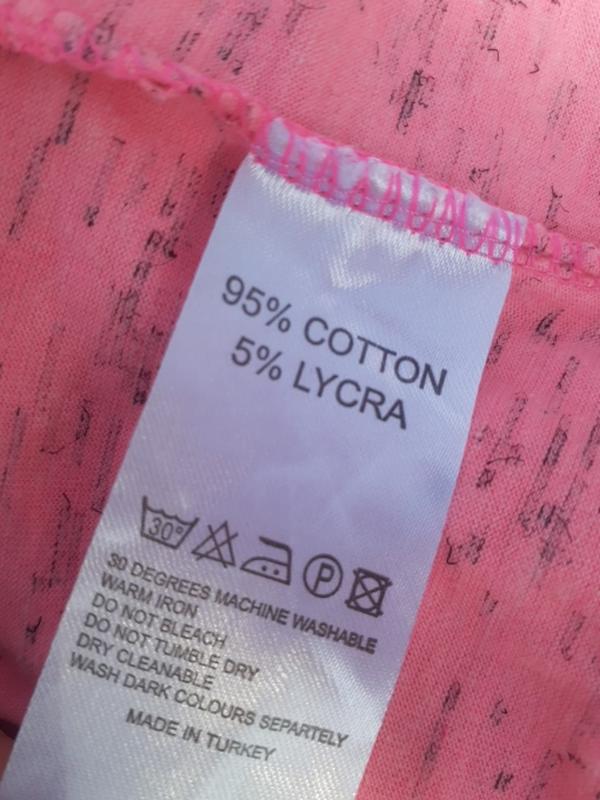 95% COTTON
5% LYCRA
30° P
30 DEGREES MACHINE WASHABLE
WARM IRON
DO NOT BLEACH
DO NOT TUMBLE DRY
DRY CLEANABLE
WASH DARK COLOURS SEPARTELY
MADE IN TURKEY